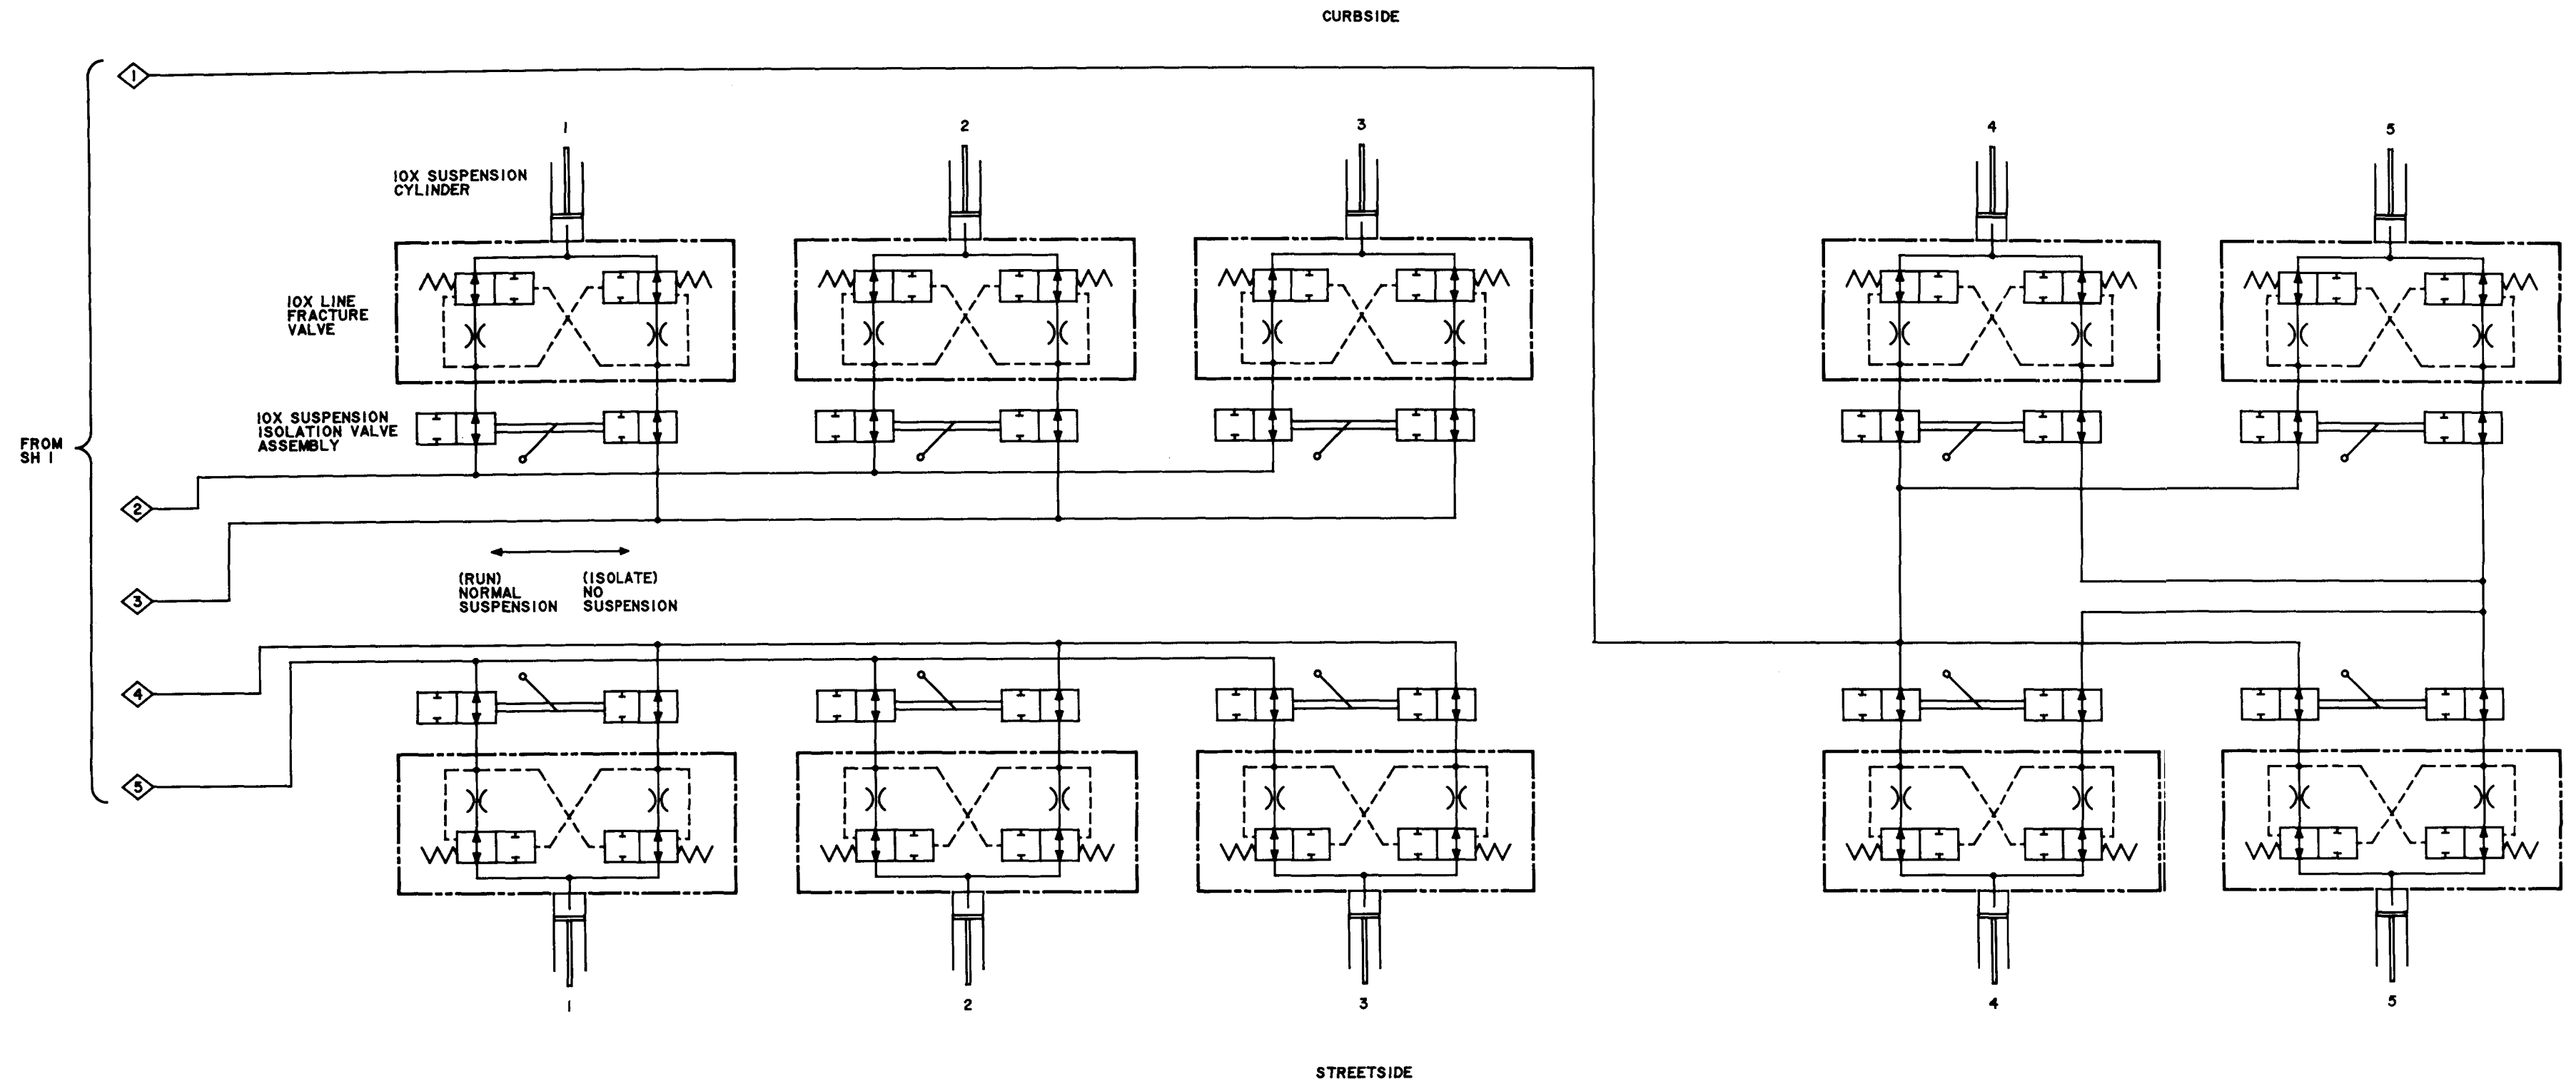 CURBSIDE
1
1
2
3
4
5
10X SUSPENSION
CYLINDER
10X LINE
FRACTURE
VALVE
10X SUSPENSION
ISOLATION VALVE
ASSEMBLY
FROM
SH 1
2
3
(RUN)
NORMAL
SUSPENSION
(ISOLATE)
NO
SUSPENSION
4
5
1
2
3
4
5
STREETSIDE